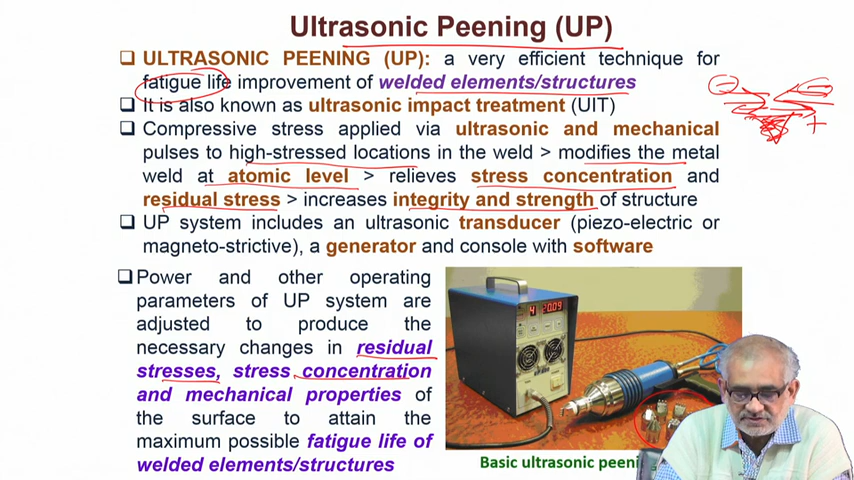 Ultrasonic Peening (UP)
❑ ULTRASONIC PEENING (UP): a very efficient technique for
fatigue life improvement of welded elements/structures
❑ It is also known as ultrasonic impact treatment (UIT)
❑ Compressive stress applied via ultrasonic and mechanical
pulses to high-stressed locations in the weld > modifies the metal
weld at atomic level > relieves stress concentration and
residual stress > increases integrity and strength of structure
❑ UP system includes an ultrasonic transducer (piezo-electric or
magneto-strictive), a generator and console with software
❑ Power and other operating
parameters of UP system are
adjusted to produce the
necessary changes in residual
stresses, stress concentration
and mechanical properties of
the surface to attain the
maximum possible fatigue life of
welded elements/structures
4 20.09
Basic ultrasonic